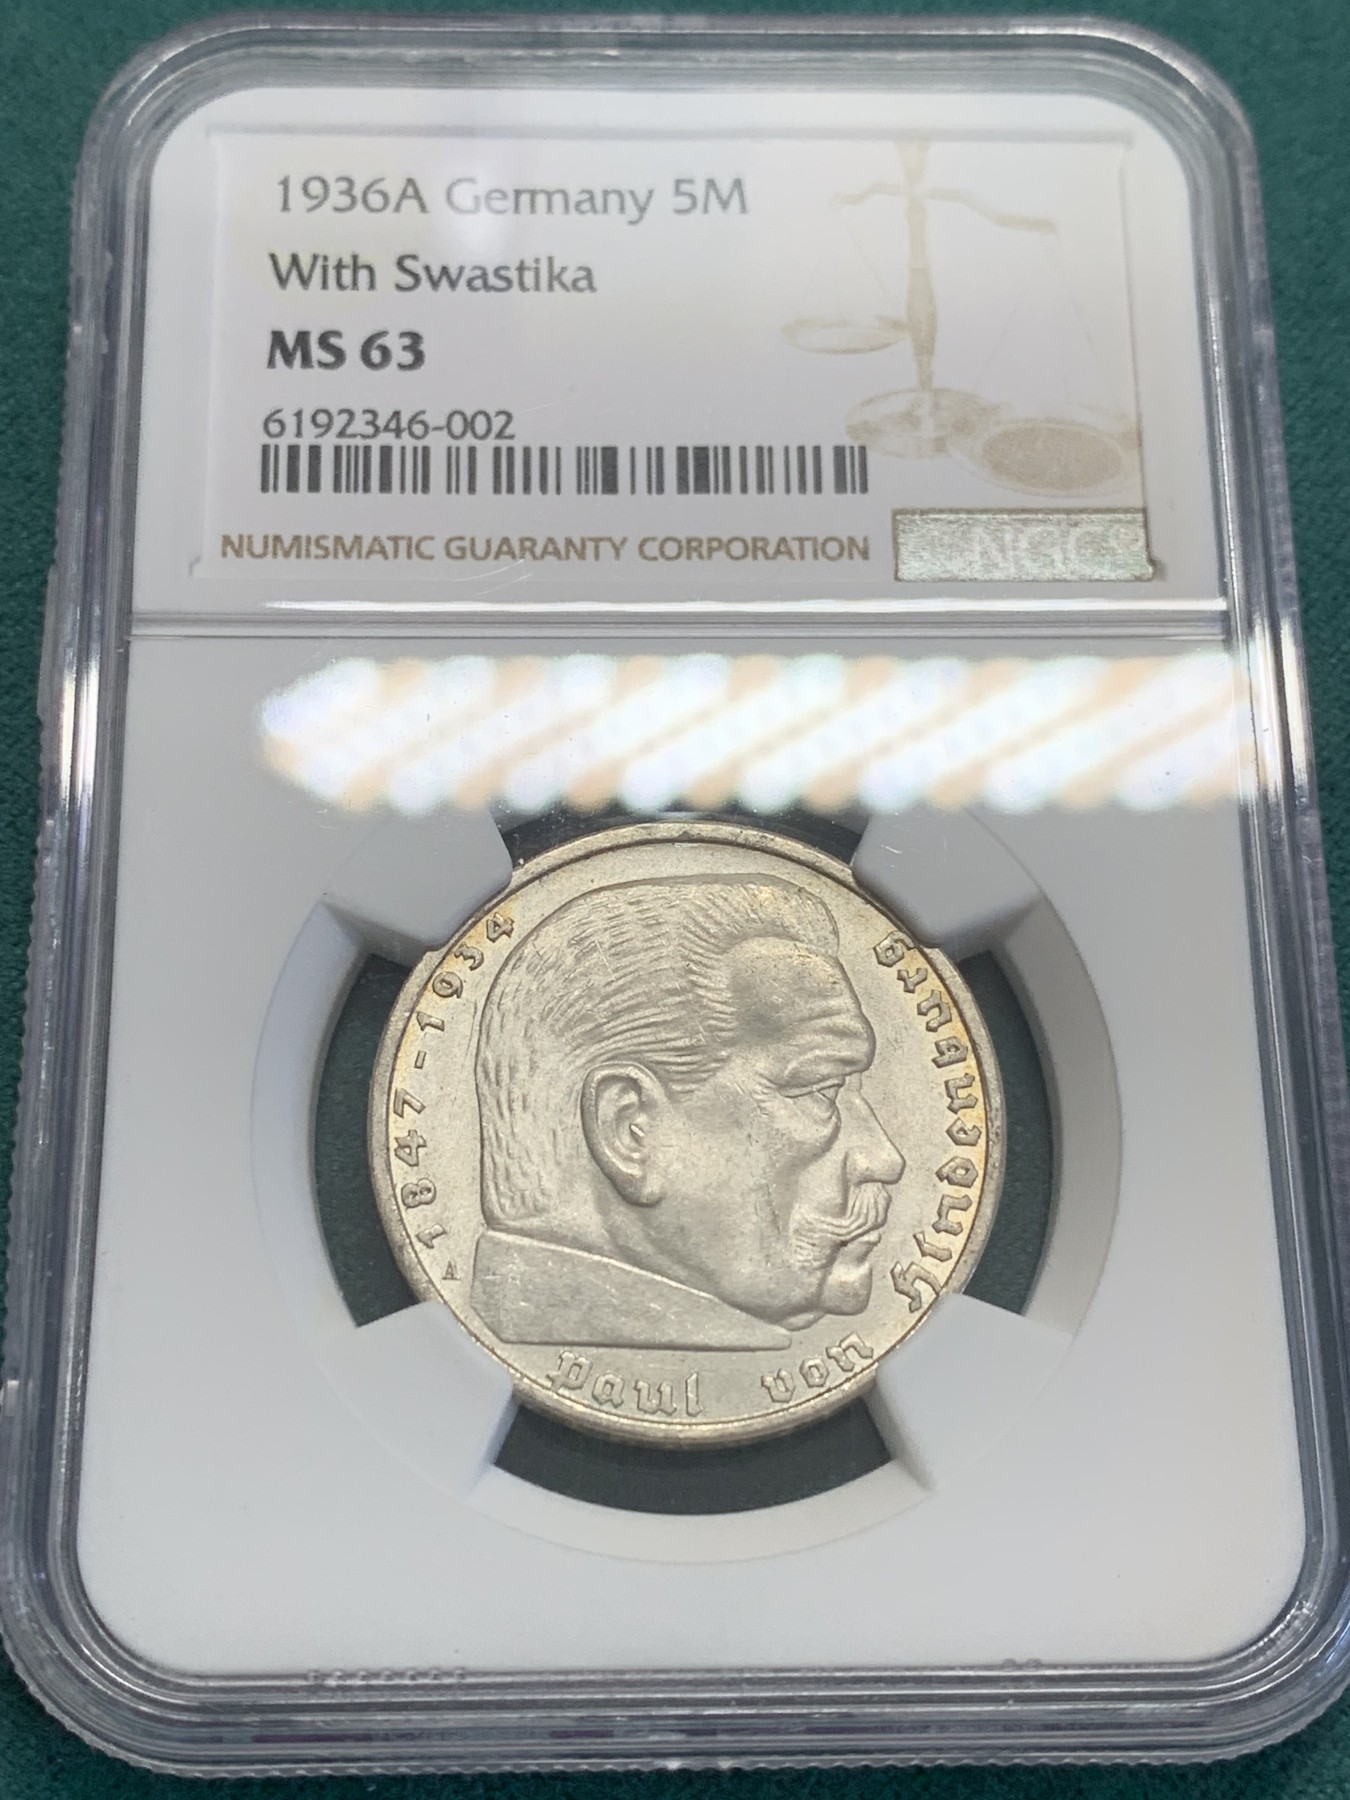 1936A Germany 5M
With Swastika
MS 63
6192346-002
NUMISMATIC GUARANTY CORPORATION
NGC
1847-1934
Paul von Hindenburg
A